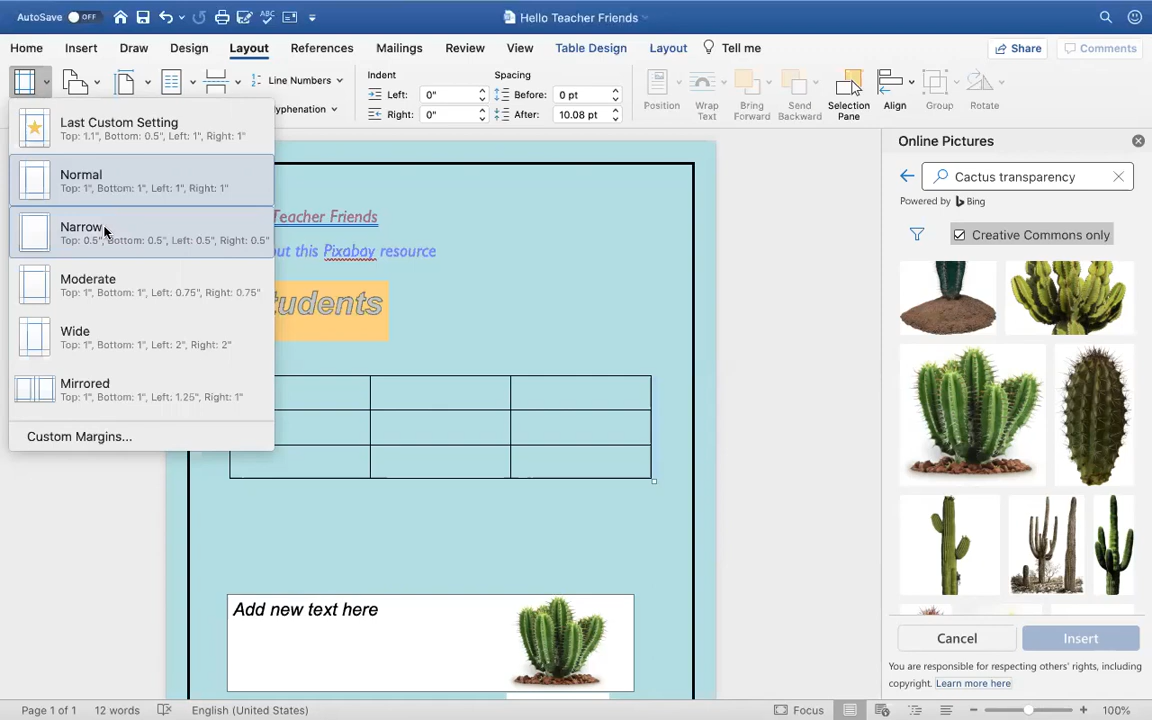 AutoSave OFF
Hello Teacher Friends
Home Insert Draw Design Layout References Mailings Review View Table Design Layout Tell me
Share Comments
Line Numbers
Indent Spacing
Left: 0" Before: 0 pt
Right: 0" After: 10.08 pt
yphenation
Position Wrap Text Bring Forward Send Backward Selection Pane Align Group Rotate
Last Custom Setting
Top: 1.1", Bottom: 0.5", Left: 1", Right: 1"
Normal
Top: 1", Bottom: 1", Left: 1", Right: 1"
Narrow
Top: 0.5", Bottom: 0.5", Left: 0.5", Right: 0.5"
Moderate
Top: 1", Bottom: 1", Left: 0.75", Right: 0.75"
Wide
Top: 1", Bottom: 1", Left: 2", Right: 2"
Mirrored
Top: 1", Bottom: 1", Left: 1.25", Right: 1"
Custom Margins...
Teacher Friends
out this Pixabay resource
tudents
Add new text here
Online Pictures
Cactus transparency
Powered by Bing
Creative Commons only
Cancel Insert
You are responsible for respecting others' rights, including
copyright. Learn more here
Page 1 of 1 12 words English (United States) Focus 100%